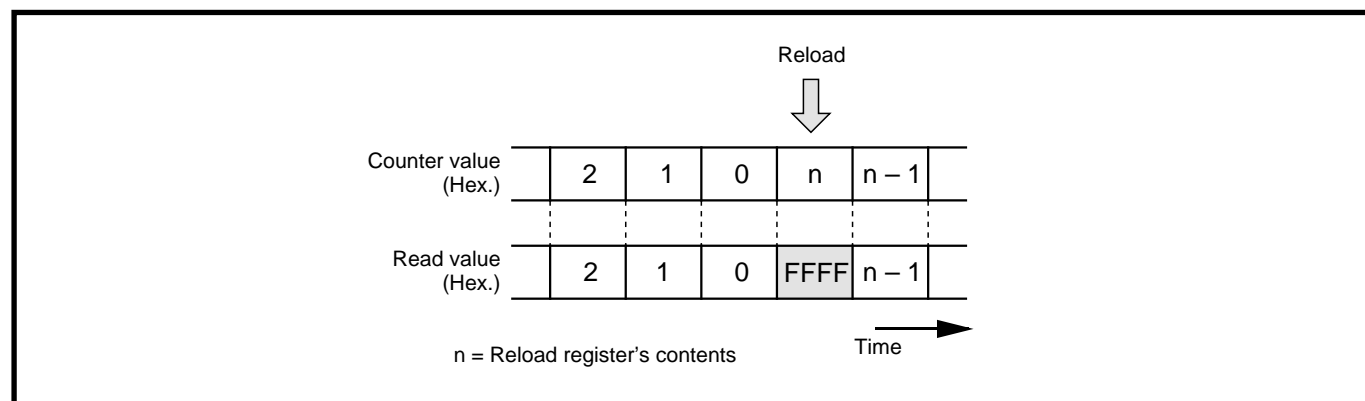 Reload
Counter value
(Hex.)
2 1 0 n n – 1
Read value
(Hex.)
2 1 0 FFFF n – 1
n = Reload register’s contents
Time